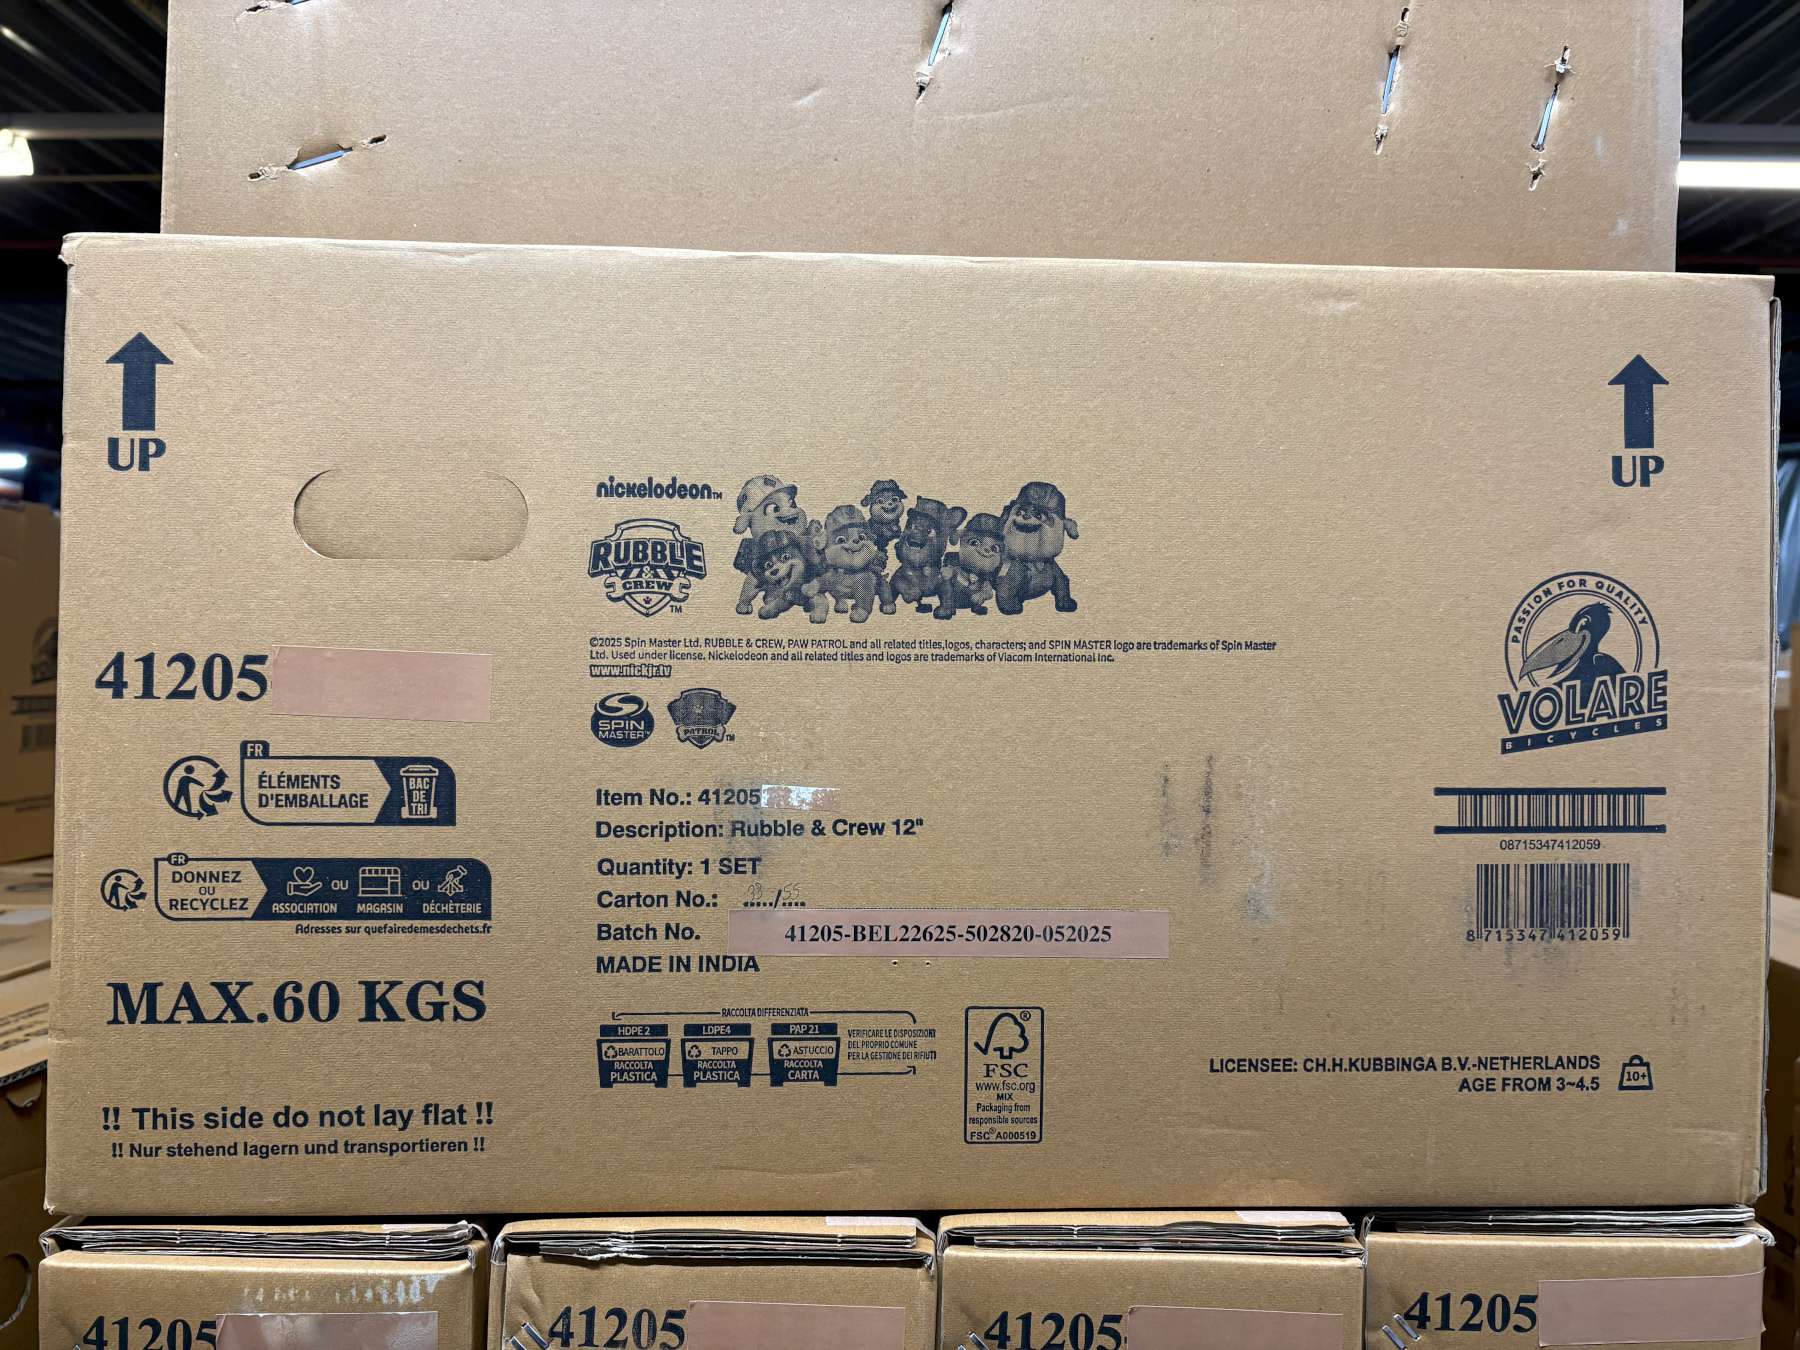 UP
UP
nickelodeon™
RUBBLE
&
CREW™
©2025 Spin Master Ltd. RUBBLE & CREW, PAW PATROL and all related titles,logos, characters; and SPIN MASTER logo are trademarks of Spin Master
Ltd. Used under license. Nickelodeon and all related titles and logos are trademarks of Viacom International Inc.
www.nickjr.tv
SPIN
MASTER™
PATROL™
PASSION FOR QUALITY
VOLARE
BICYCLES
41205
FR
ÉLÉMENTS
D'EMBALLAGE
BAC
DE
TRI
FR
DONNEZ
OU
RECYCLEZ
ASSOCIATION OU MAGASIN OU DÉCHÈTERIE
Adresses sur quefairedemesdechets.fr
MAX.60 KGS
!! This side do not lay flat !!
!! Nur stehend lagern und transportieren !!
Item No.: 41205
Description: Rubble & Crew 12"
Quantity: 1 SET
Carton No.: /55
Batch No. 41205-BEL22625-502820-052025
MADE IN INDIA
RACCOLTA DIFFERENZIATA
HDPE 2
BARATTOLO
RACCOLTA
PLASTICA
LDPE4
TAPPO
RACCOLTA
PLASTICA
PAP 21
ASTUCCIO
RACCOLTA
CARTA
VERIFICARE LE DISPOSIZIONI
DEL PROPRIO COMUNE
PER LA GESTIONE DEI RIFIUTI
®
FSC
www.fsc.org
MIX
Packaging from
responsible sources
FSC® A000519
08715347412059
8 715347 412059
LICENSEE: CH.H.KUBBINGA B.V.-NETHERLANDS
AGE FROM 3~4.5
10+
41205
41205
41205
41205